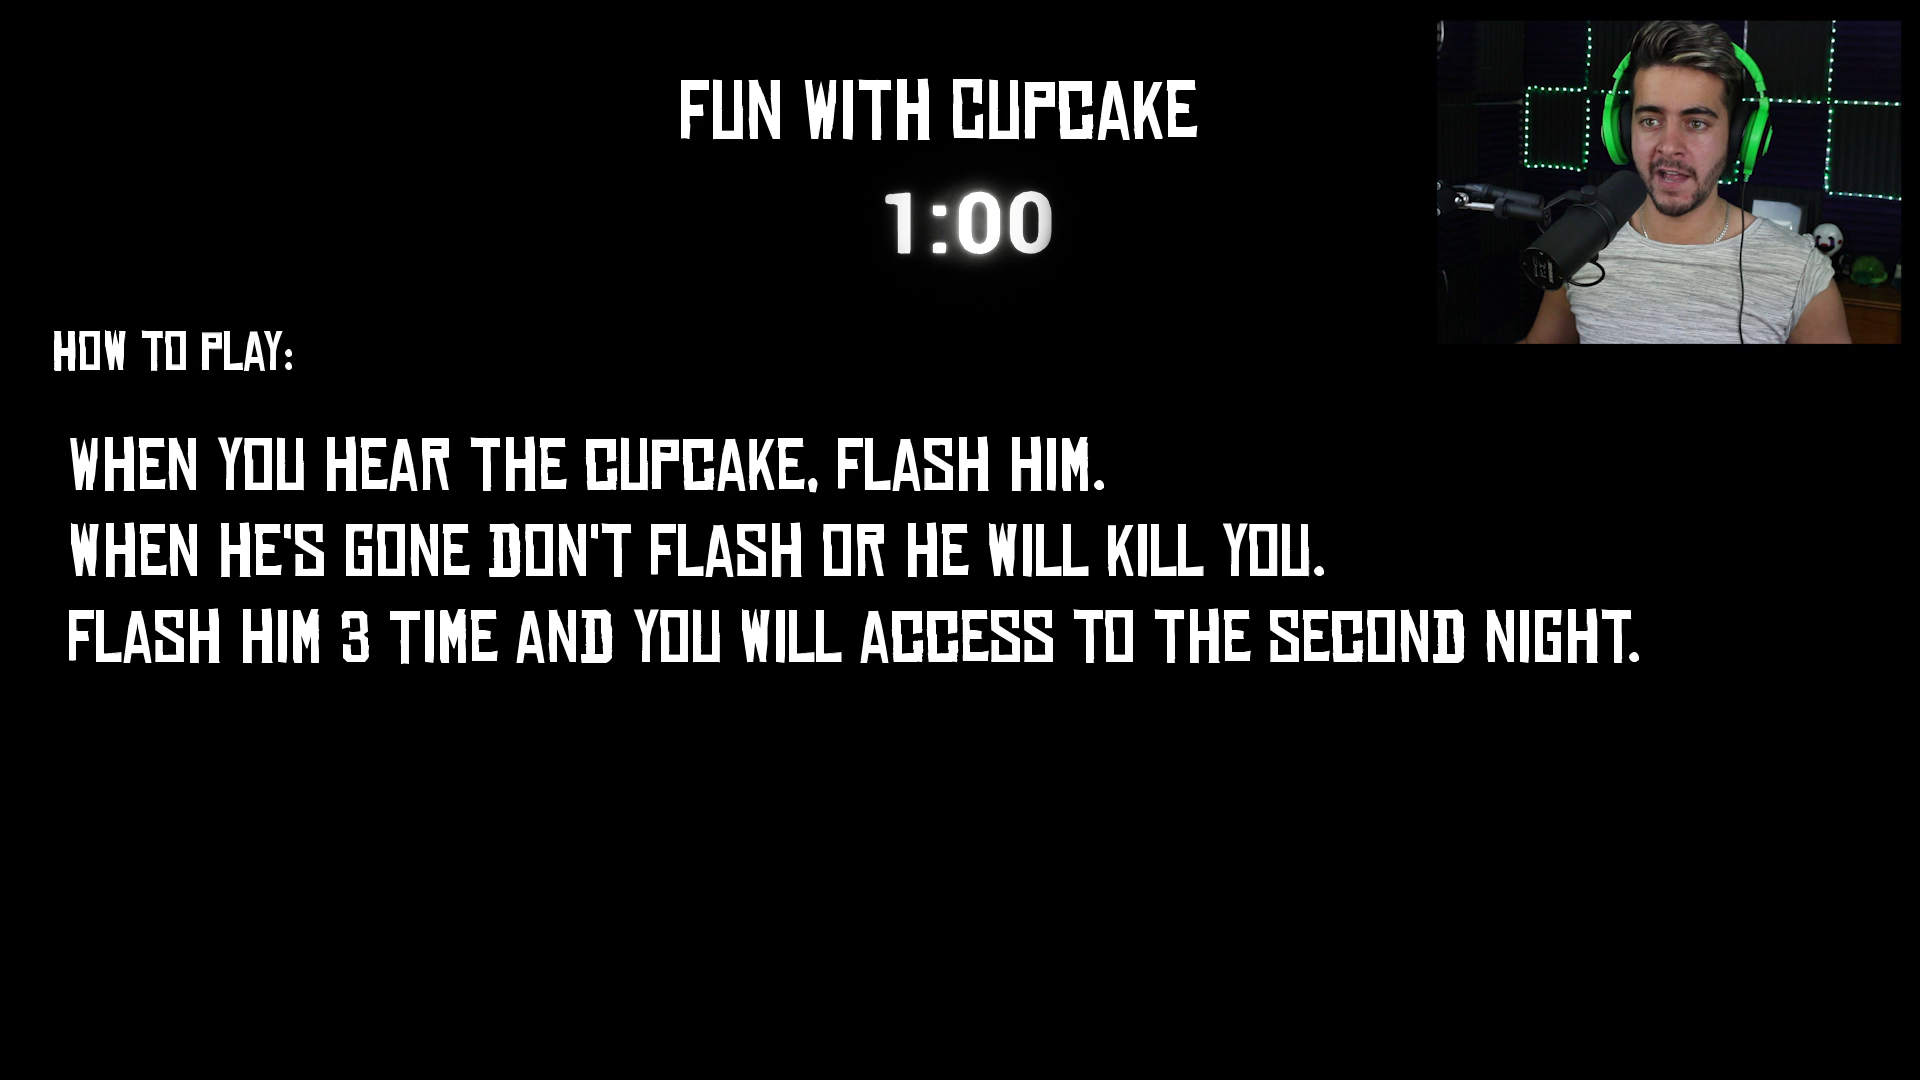 FUN WITH CUPCAKE
1:00
HOW TO PLAY:
WHEN YOU HEAR THE CUPCAKE, FLASH HIM.
WHEN HE'S GONE DON'T FLASH OR HE WILL KILL YOU.
FLASH HIM 3 TIME AND YOU WILL ACCESS TO THE SECOND NIGHT.